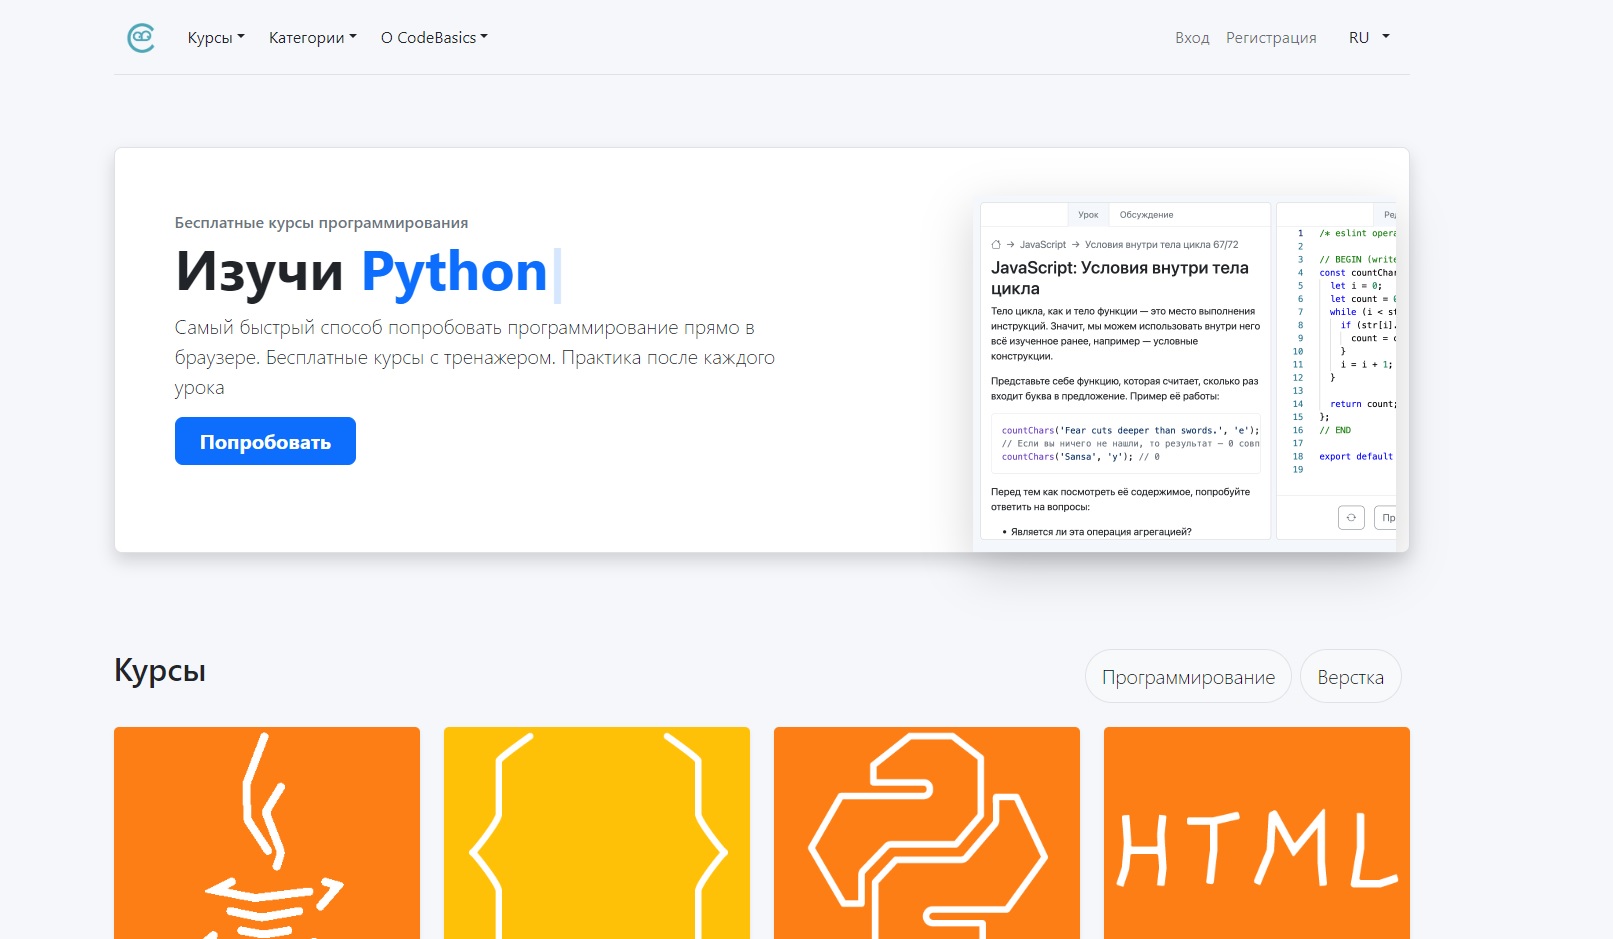 Курсы
Категории
О CodeBasics
Вход
Регистрация
RU
Бесплатные курсы программирования
Изучи Python
Самый быстрый способ попробовать программирование прямо в
браузере. Бесплатные курсы с тренажером. Практика после каждого
урока
Попробовать
Урок
Обсуждение
JavaScript → Условия внутри тела цикла 67/72
JavaScript: Условия внутри тела
цикла
Тело цикла, как и тело функции — это место выполнения
инструкций. Значит, мы можем использовать внутри него
всё изученное ранее, например — условные
конструкции.
Представьте себе функцию, которая считает, сколько раз
входит буква в предложение. Пример её работы:
countChars('Fear cuts deeper than swords.', 'e');
// Если вы ничего не нашли, то результат — 0 совп
countChars('Sansa', 'y'); // 0
Перед тем как посмотреть её содержимое, попробуйте
ответить на вопросы:
• Является ли эта операция агрегацией?
Ред
1 /* eslint opera
2
3 // BEGIN (write
4 const countChar
5 let i = 0;
6 let count = 0
7 while (i < st
8 if (str[i].
9 count = c
10 }
11 i = i + 1;
12 }
13
14 return count;
15 };
16 // END
17
18 export default
19
Пр
Курсы
Программирование
Верстка
HTML